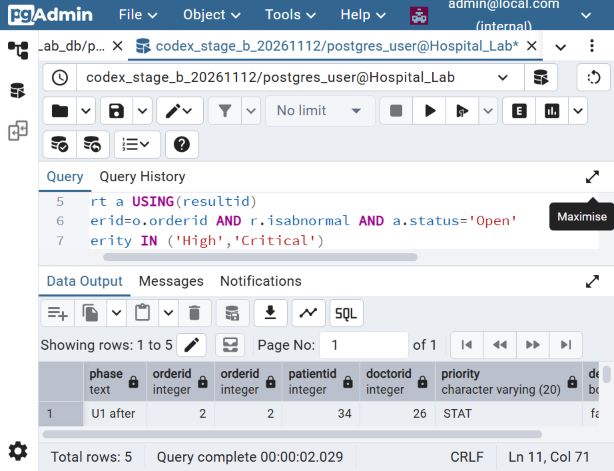 pgAdmin File Object Tools Help admin@local.com (internal)
_ab_db/p... codex_stage_b_20261112/postgres_user@Hospital_Lab*
codex_stage_b_20261112/postgres_user@Hospital_Lab
No limit
E
Query Query History
Maximise
5 rt a USING(resultid)
6 erid=o.orderid AND r.isabnormal AND a.status='Open'
7 erity IN ('High','Critical')
Data Output Messages Notifications
SQL
Showing rows: 1 to 5 Page No: 1 of 1
phase orderid orderid patientid doctorid priority de
text integer integer integer integer character varying (20) bo
1 U1 after 2 2 34 26 STAT fa
Total rows: 5 Query complete 00:00:02.029 CRLF Ln 11, Col 71